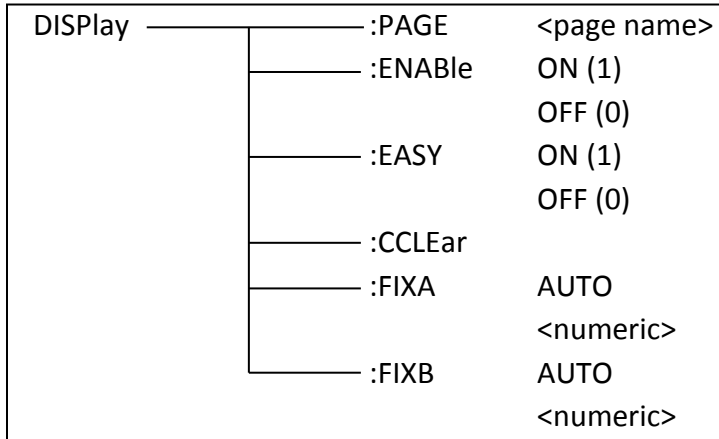 DISPlay :PAGE <page name>
:ENABle ON (1)
OFF (0)
:EASY ON (1)
OFF (0)
:CCLEar
:FIXA AUTO
<numeric>
:FIXB AUTO
<numeric>